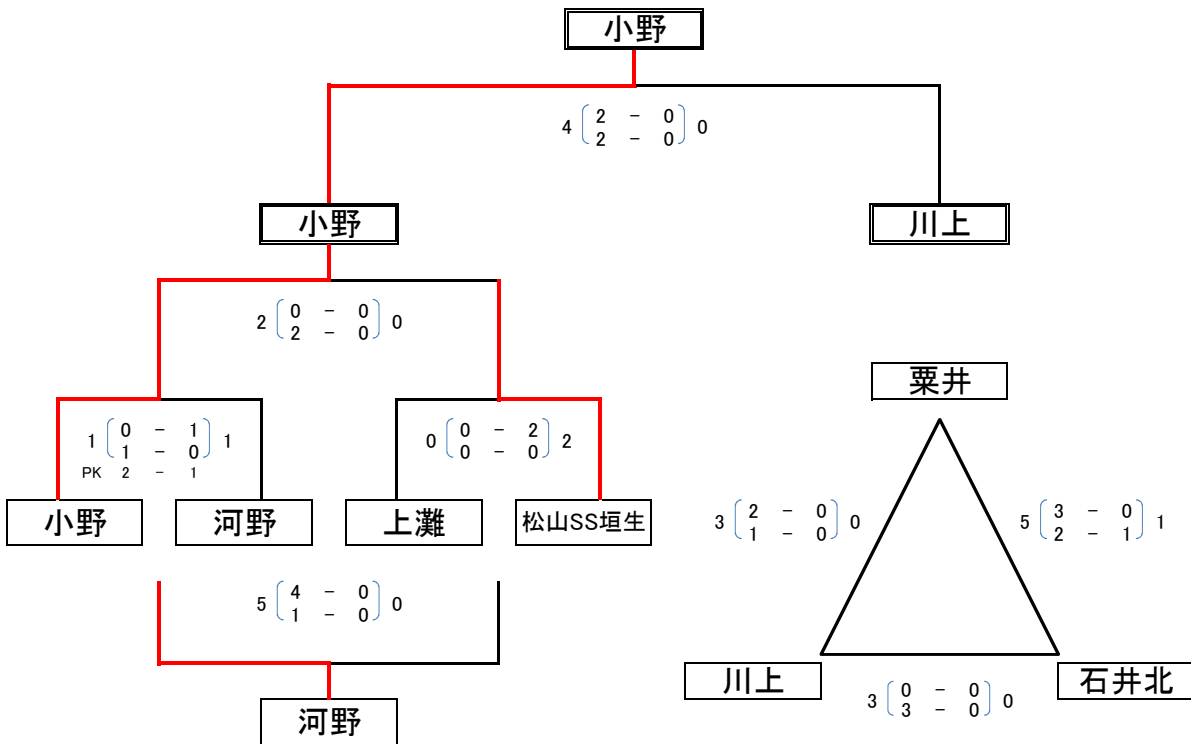 小野
4 2 - 0 0
2 - 0
小野 川上
2 0 - 0 0
2 - 0
粟井
1 0 - 1 1
1 - 0
PK 2 - 1
0 0 - 2 2
0 - 0
小野 河野 上灘 松山SS垣生
3 2 - 0 0
1 - 0
5 3 - 0 1
2 - 1
5 4 - 0 0
1 - 0
川上 石井北
3 0 - 0 0
3 - 0
河野